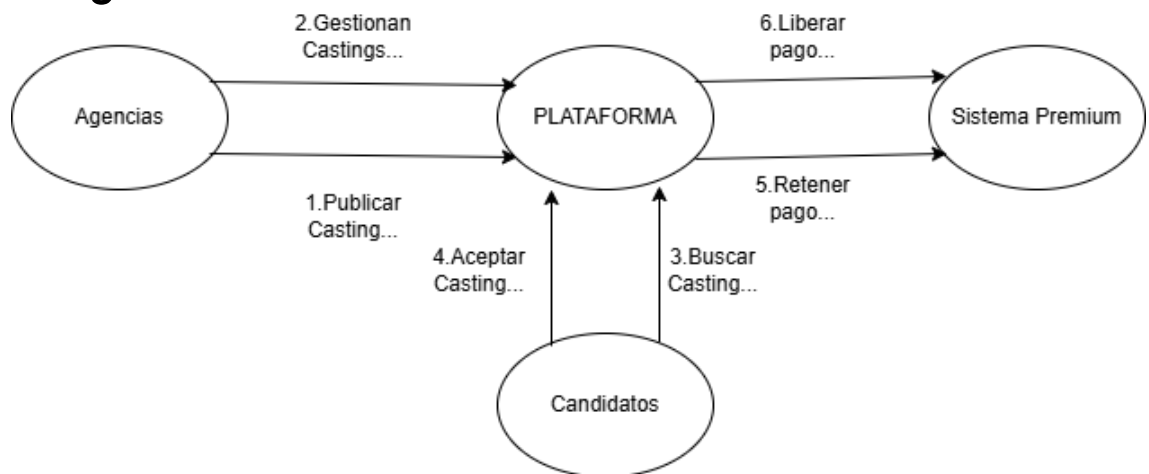 2.Gestionan
Castings...
6.Liberar
pago...
Agencias
PLATAFORMA
Sistema Premium
1.Publicar
Casting...
5.Retener
pago...
4.Aceptar
Casting...
3.Buscar
Casting...
Candidatos